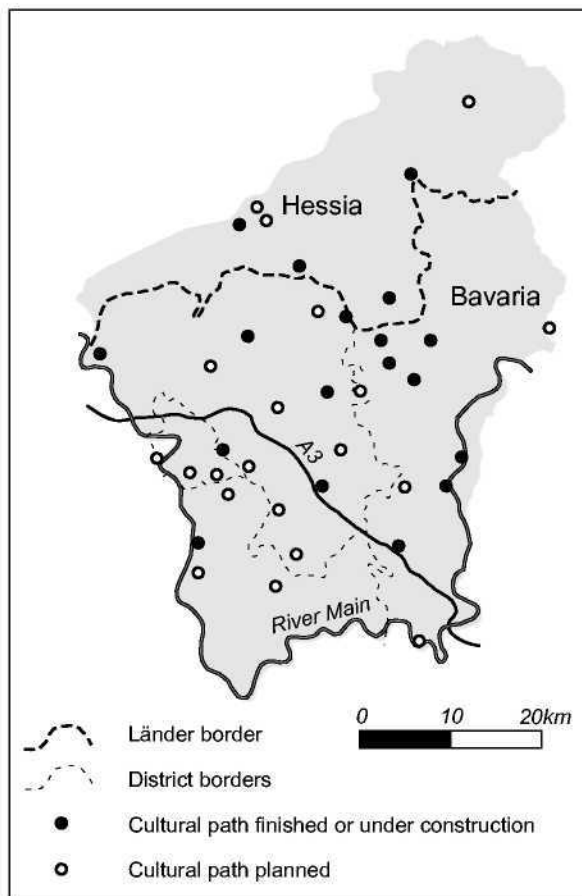 Hessia
Bavaria
A3
River Main
0 10 20km
Länder border
District borders
Cultural path finished or under construction
Cultural path planned